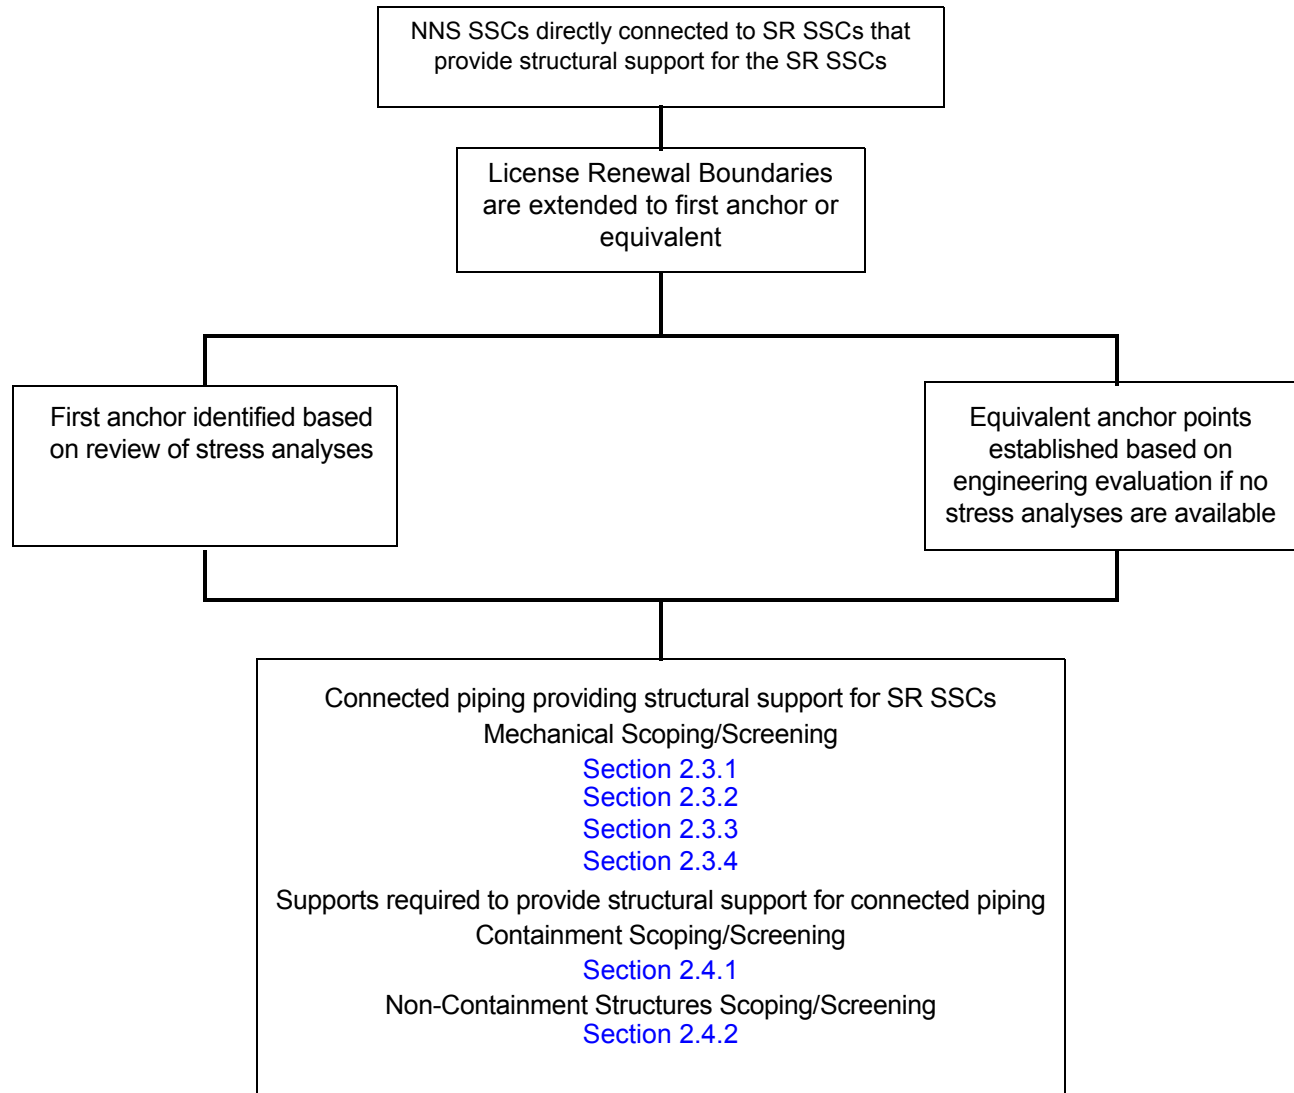 NNS SSCs directly connected to SR SSCs that
provide structural support for the SR SSCs
License Renewal Boundaries
are extended to first anchor or
equivalent
First anchor identified based
on review of stress analyses
Equivalent anchor points
established based on
engineering evaluation if no
stress analyses are available
Connected piping providing structural support for SR SSCs
Mechanical Scoping/Screening
Section 2.3.1
Section 2.3.2
Section 2.3.3
Section 2.3.4
Supports required to provide structural support for connected piping
Containment Scoping/Screening
Section 2.4.1
Non-Containment Structures Scoping/Screening
Section 2.4.2